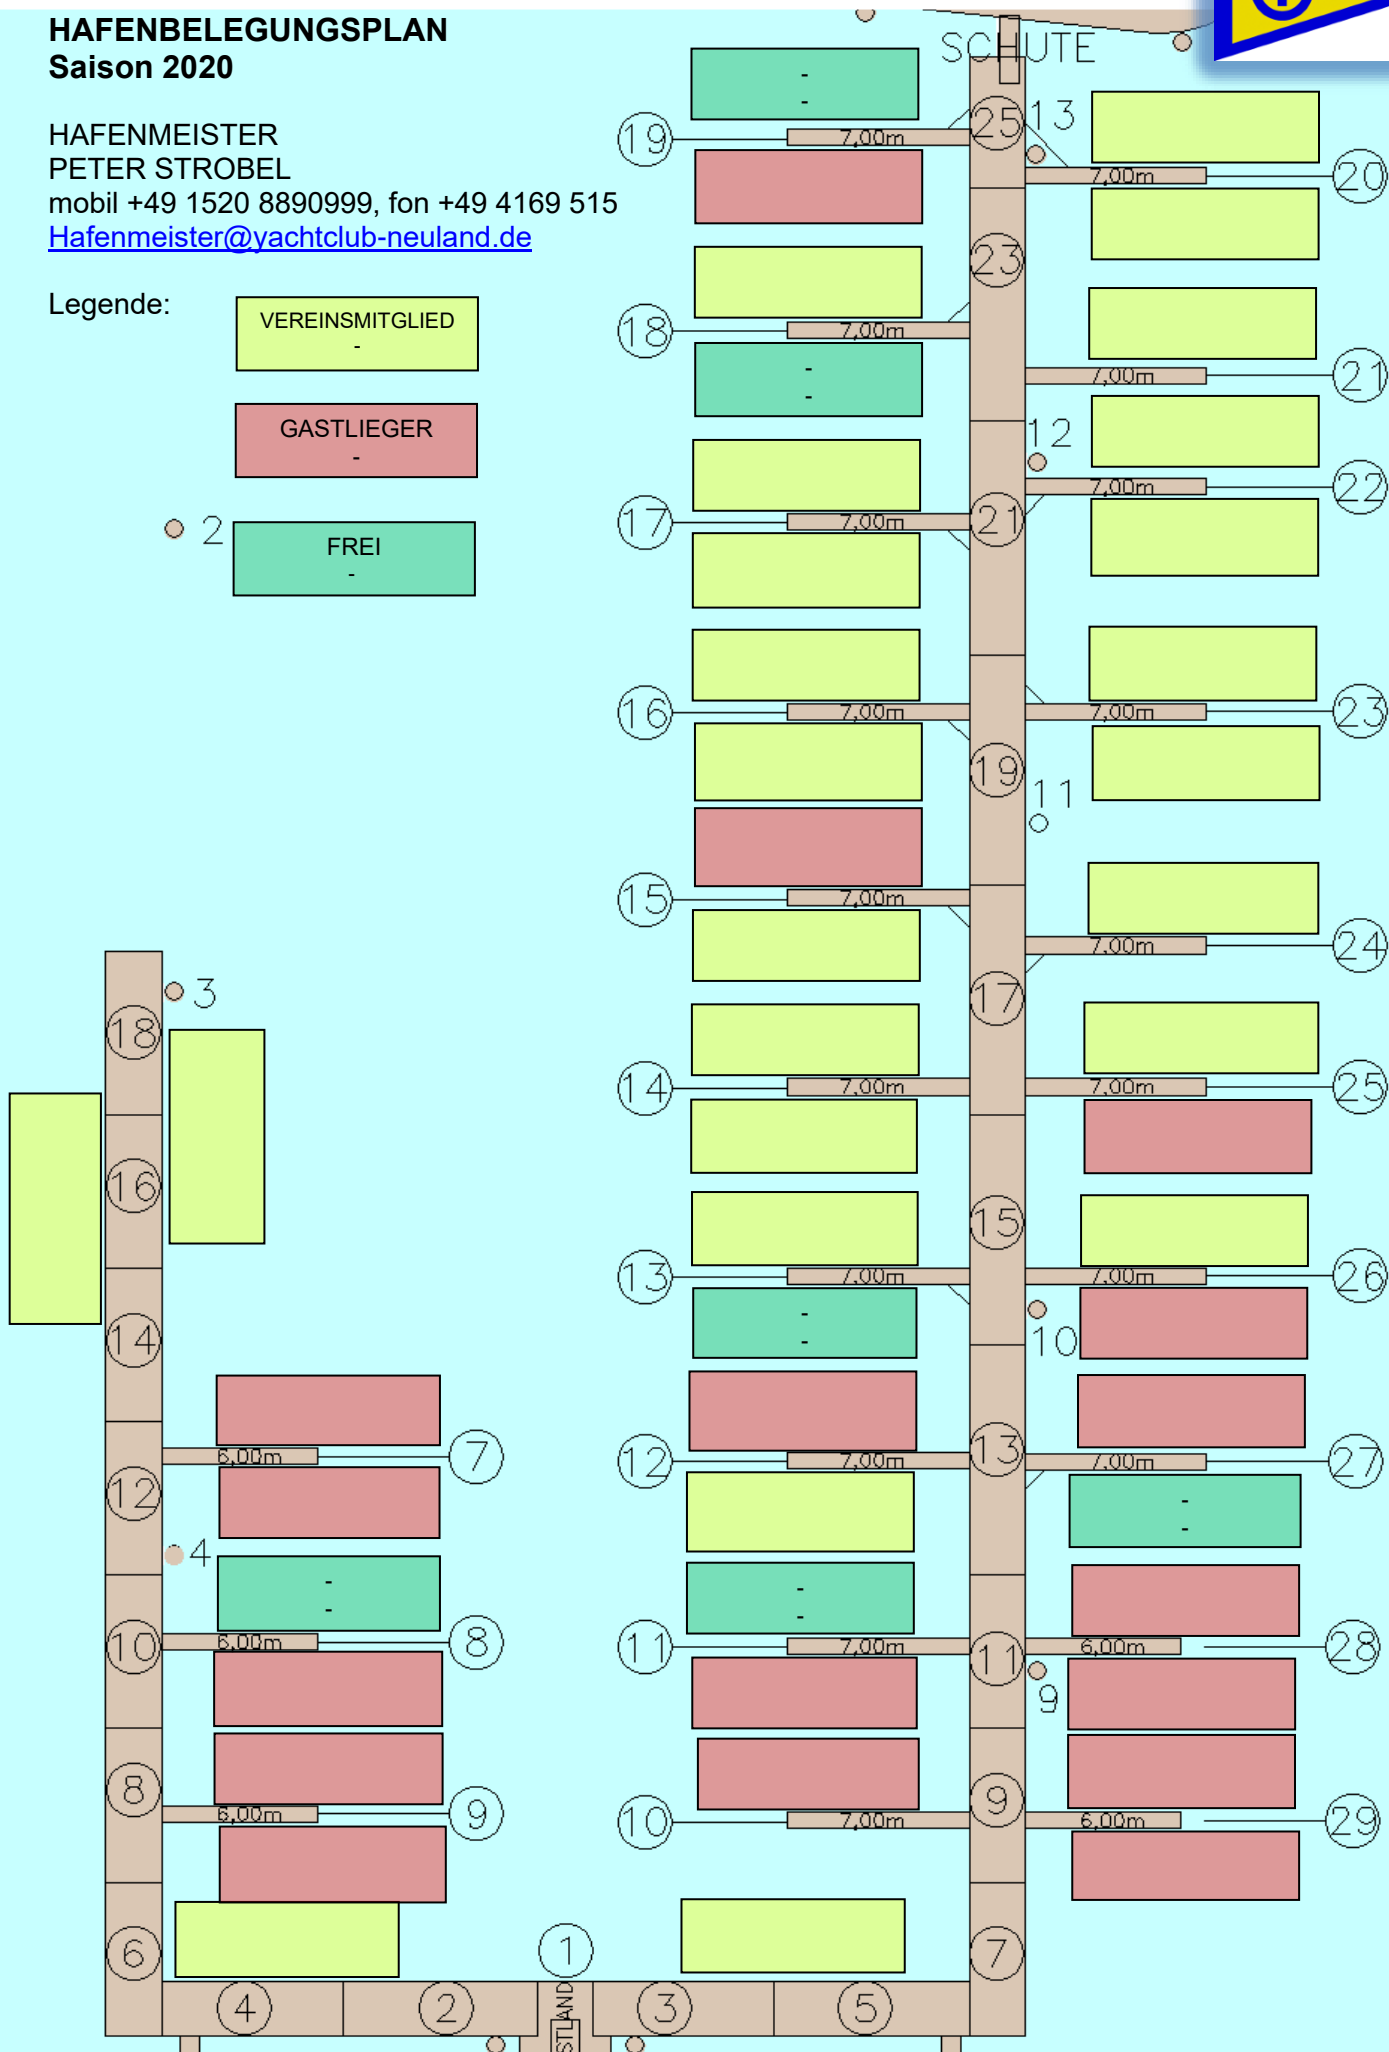 HAFENBELEGUNGSPLAN
Saison 2020
HAFENMEISTER
PETER STROBEL
mobil +49 1520 8890999, fon +49 4169 515
Hafenmeister@yachtclub-neuland.de
Legende:
VEREINSMITGLIED
-
GASTLIEGER
-
2
FREI
-
SCHUTE
-
-
25
13
19
7,00m
7,00m
20
23
18
7,00m
-
-
7,00m
21
12
7,00m
22
17
7,00m
21
16
7,00m
7,00m
23
19
11
15
7,00m
7,00m
24
17
3
18
14
7,00m
7,00m
25
16
15
13
7,00m
7,00m
26
10
-
-
14
7
6,00m
12
7,00m
13
7,00m
27
12
-
-
4
-
-
-
-
10
6,00m
8
11
7,00m
11
6,00m
28
9
8
6,00m
9
10
7,00m
9
6,00m
29
6
1
7
4
2
STLAND
3
5